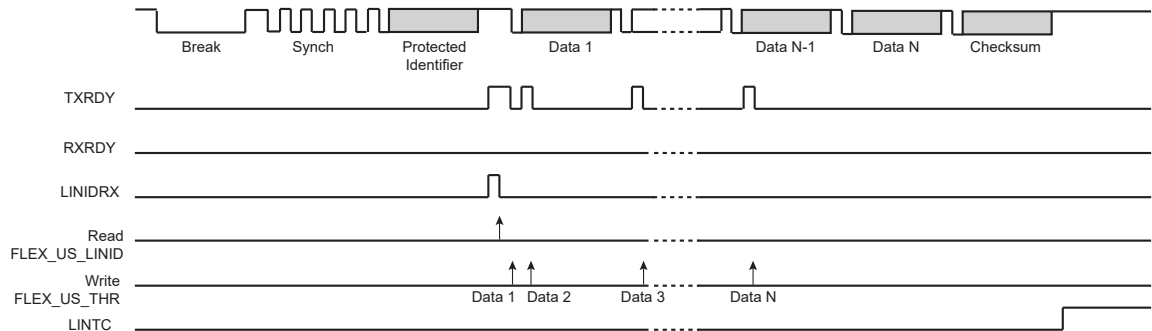 Break Synch Protected Data 1 Data N-1 Data N Checksum
Identifier
TXRDY
RXRDY
LINIDRX
Read
FLEX_US_LINID
Write
FLEX_US_THR
Data 1 Data 2 Data 3 Data N
LINTC